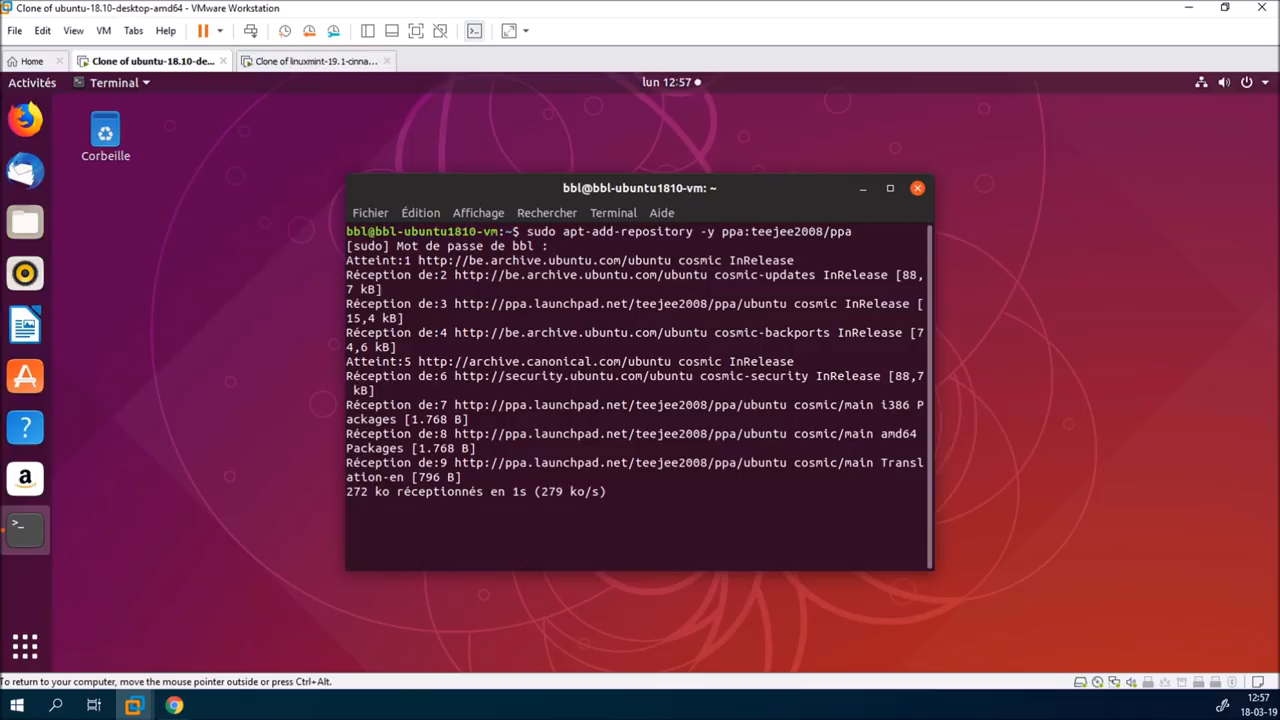 Clone of ubuntu-18.10-desktop-amd64 - VMware Workstation
File Edit View VM Tabs Help
Home Clone of ubuntu-18.10-de... Clone of linuxmint-19.1-cinna...
Activités Terminal lun 12:57
Corbeille
bbl@bbl-ubuntu1810-vm: ~
Fichier Édition Affichage Rechercher Terminal Aide
bbl@bbl-ubuntu1810-vm:~$ sudo apt-add-repository -y ppa:teejee2008/ppa
[sudo] Mot de passe de bbl :
Atteint:1 http://be.archive.ubuntu.com/ubuntu cosmic InRelease
Réception de:2 http://be.archive.ubuntu.com/ubuntu cosmic-updates InRelease [88,
7 kB]
Réception de:3 http://ppa.launchpad.net/teejee2008/ppa/ubuntu cosmic InRelease [
15,4 kB]
Réception de:4 http://be.archive.ubuntu.com/ubuntu cosmic-backports InRelease [7
4,6 kB]
Atteint:5 http://archive.canonical.com/ubuntu cosmic InRelease
Réception de:6 http://security.ubuntu.com/ubuntu cosmic-security InRelease [88,7
 kB]
Réception de:7 http://ppa.launchpad.net/teejee2008/ppa/ubuntu cosmic/main i386 P
ackages [1.768 B]
Réception de:8 http://ppa.launchpad.net/teejee2008/ppa/ubuntu cosmic/main amd64
Packages [1.768 B]
Réception de:9 http://ppa.launchpad.net/teejee2008/ppa/ubuntu cosmic/main Transl
ation-en [796 B]
272 ko réceptionnés en 1s (279 ko/s)
To return to your computer, move the mouse pointer outside or press Ctrl+Alt.
12:57
18-03-19